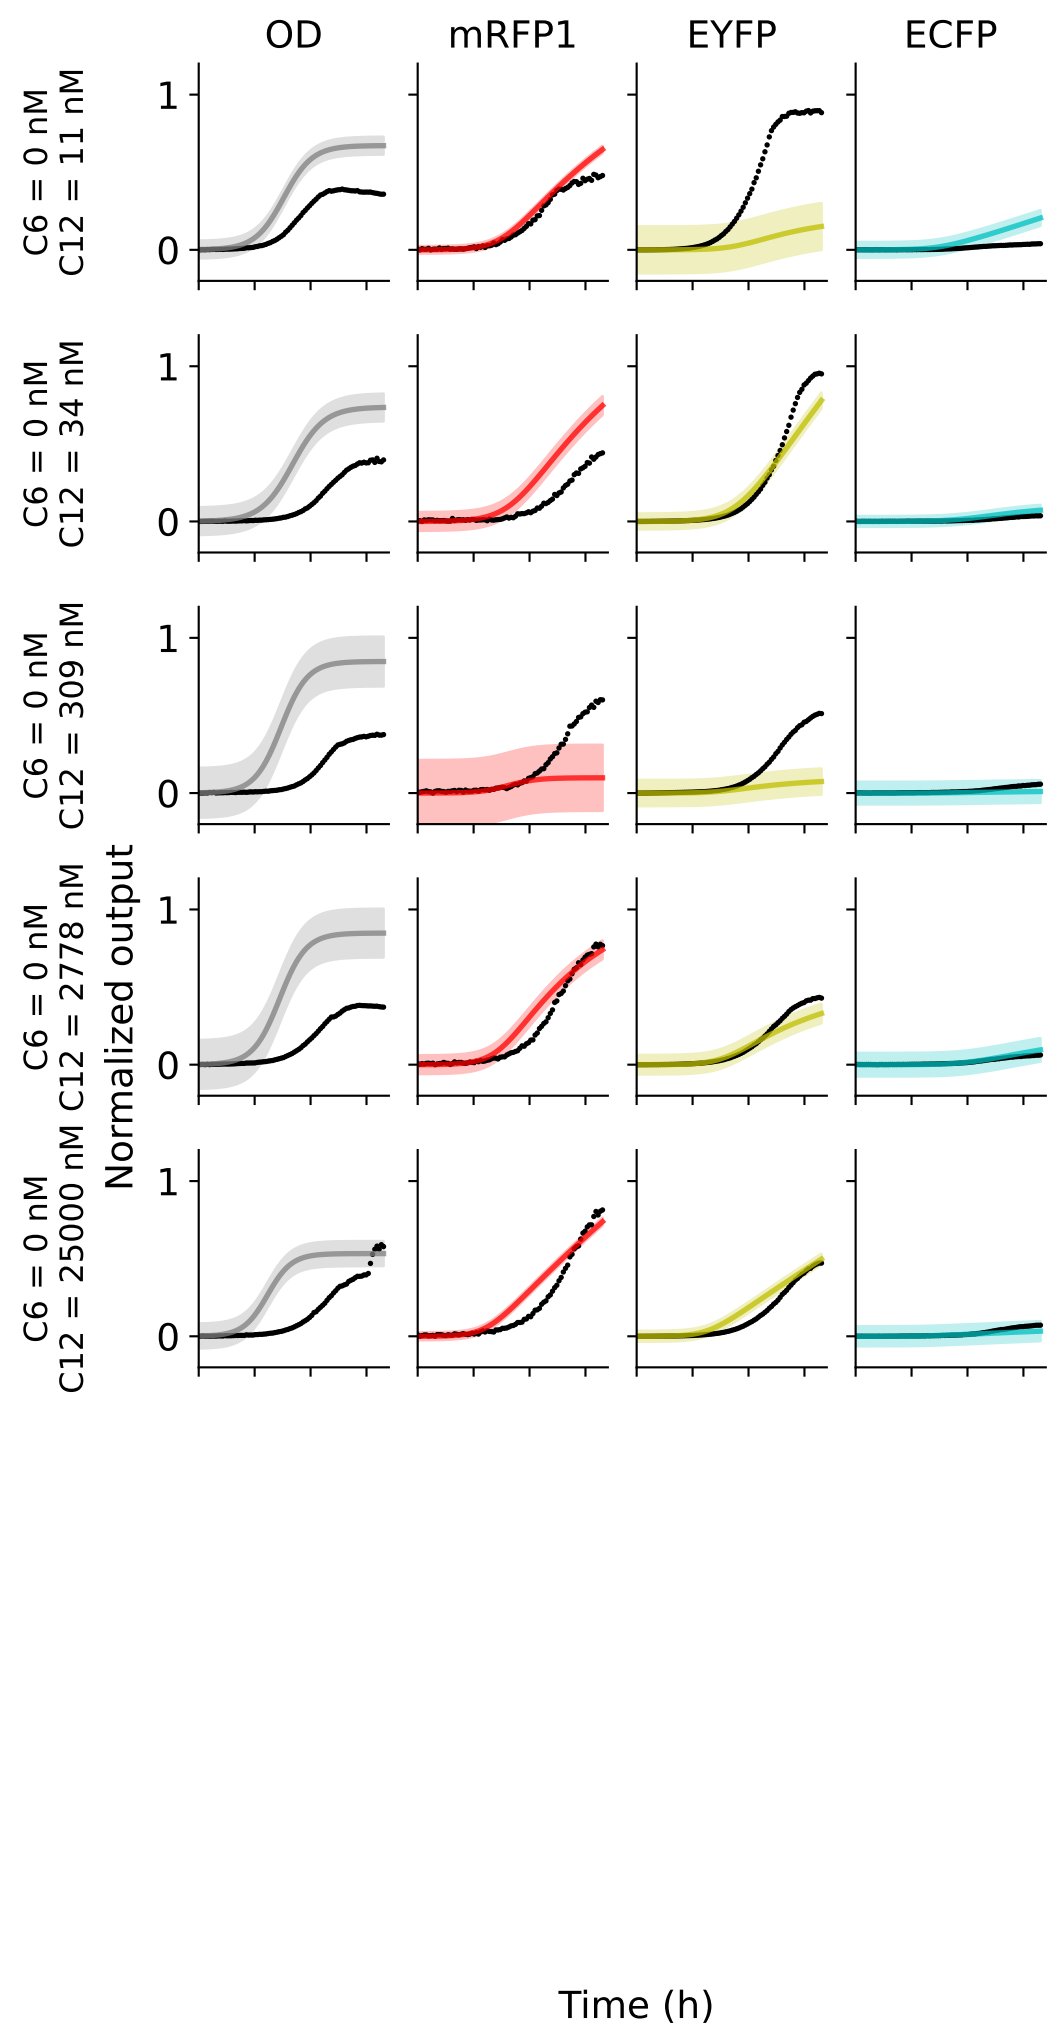 OD
mRFP1
EYFP
ECFP
C6 = 0 nM
C12 = 11 nM
1
0
C6 = 0 nM
C12 = 34 nM
1
0
C6 = 0 nM
C12 = 309 nM
1
0
C6 = 0 nM
C12 = 2778 nM
1
0
Normalized output
C6 = 0 nM
C12 = 25000 nM
1
0
Time (h)